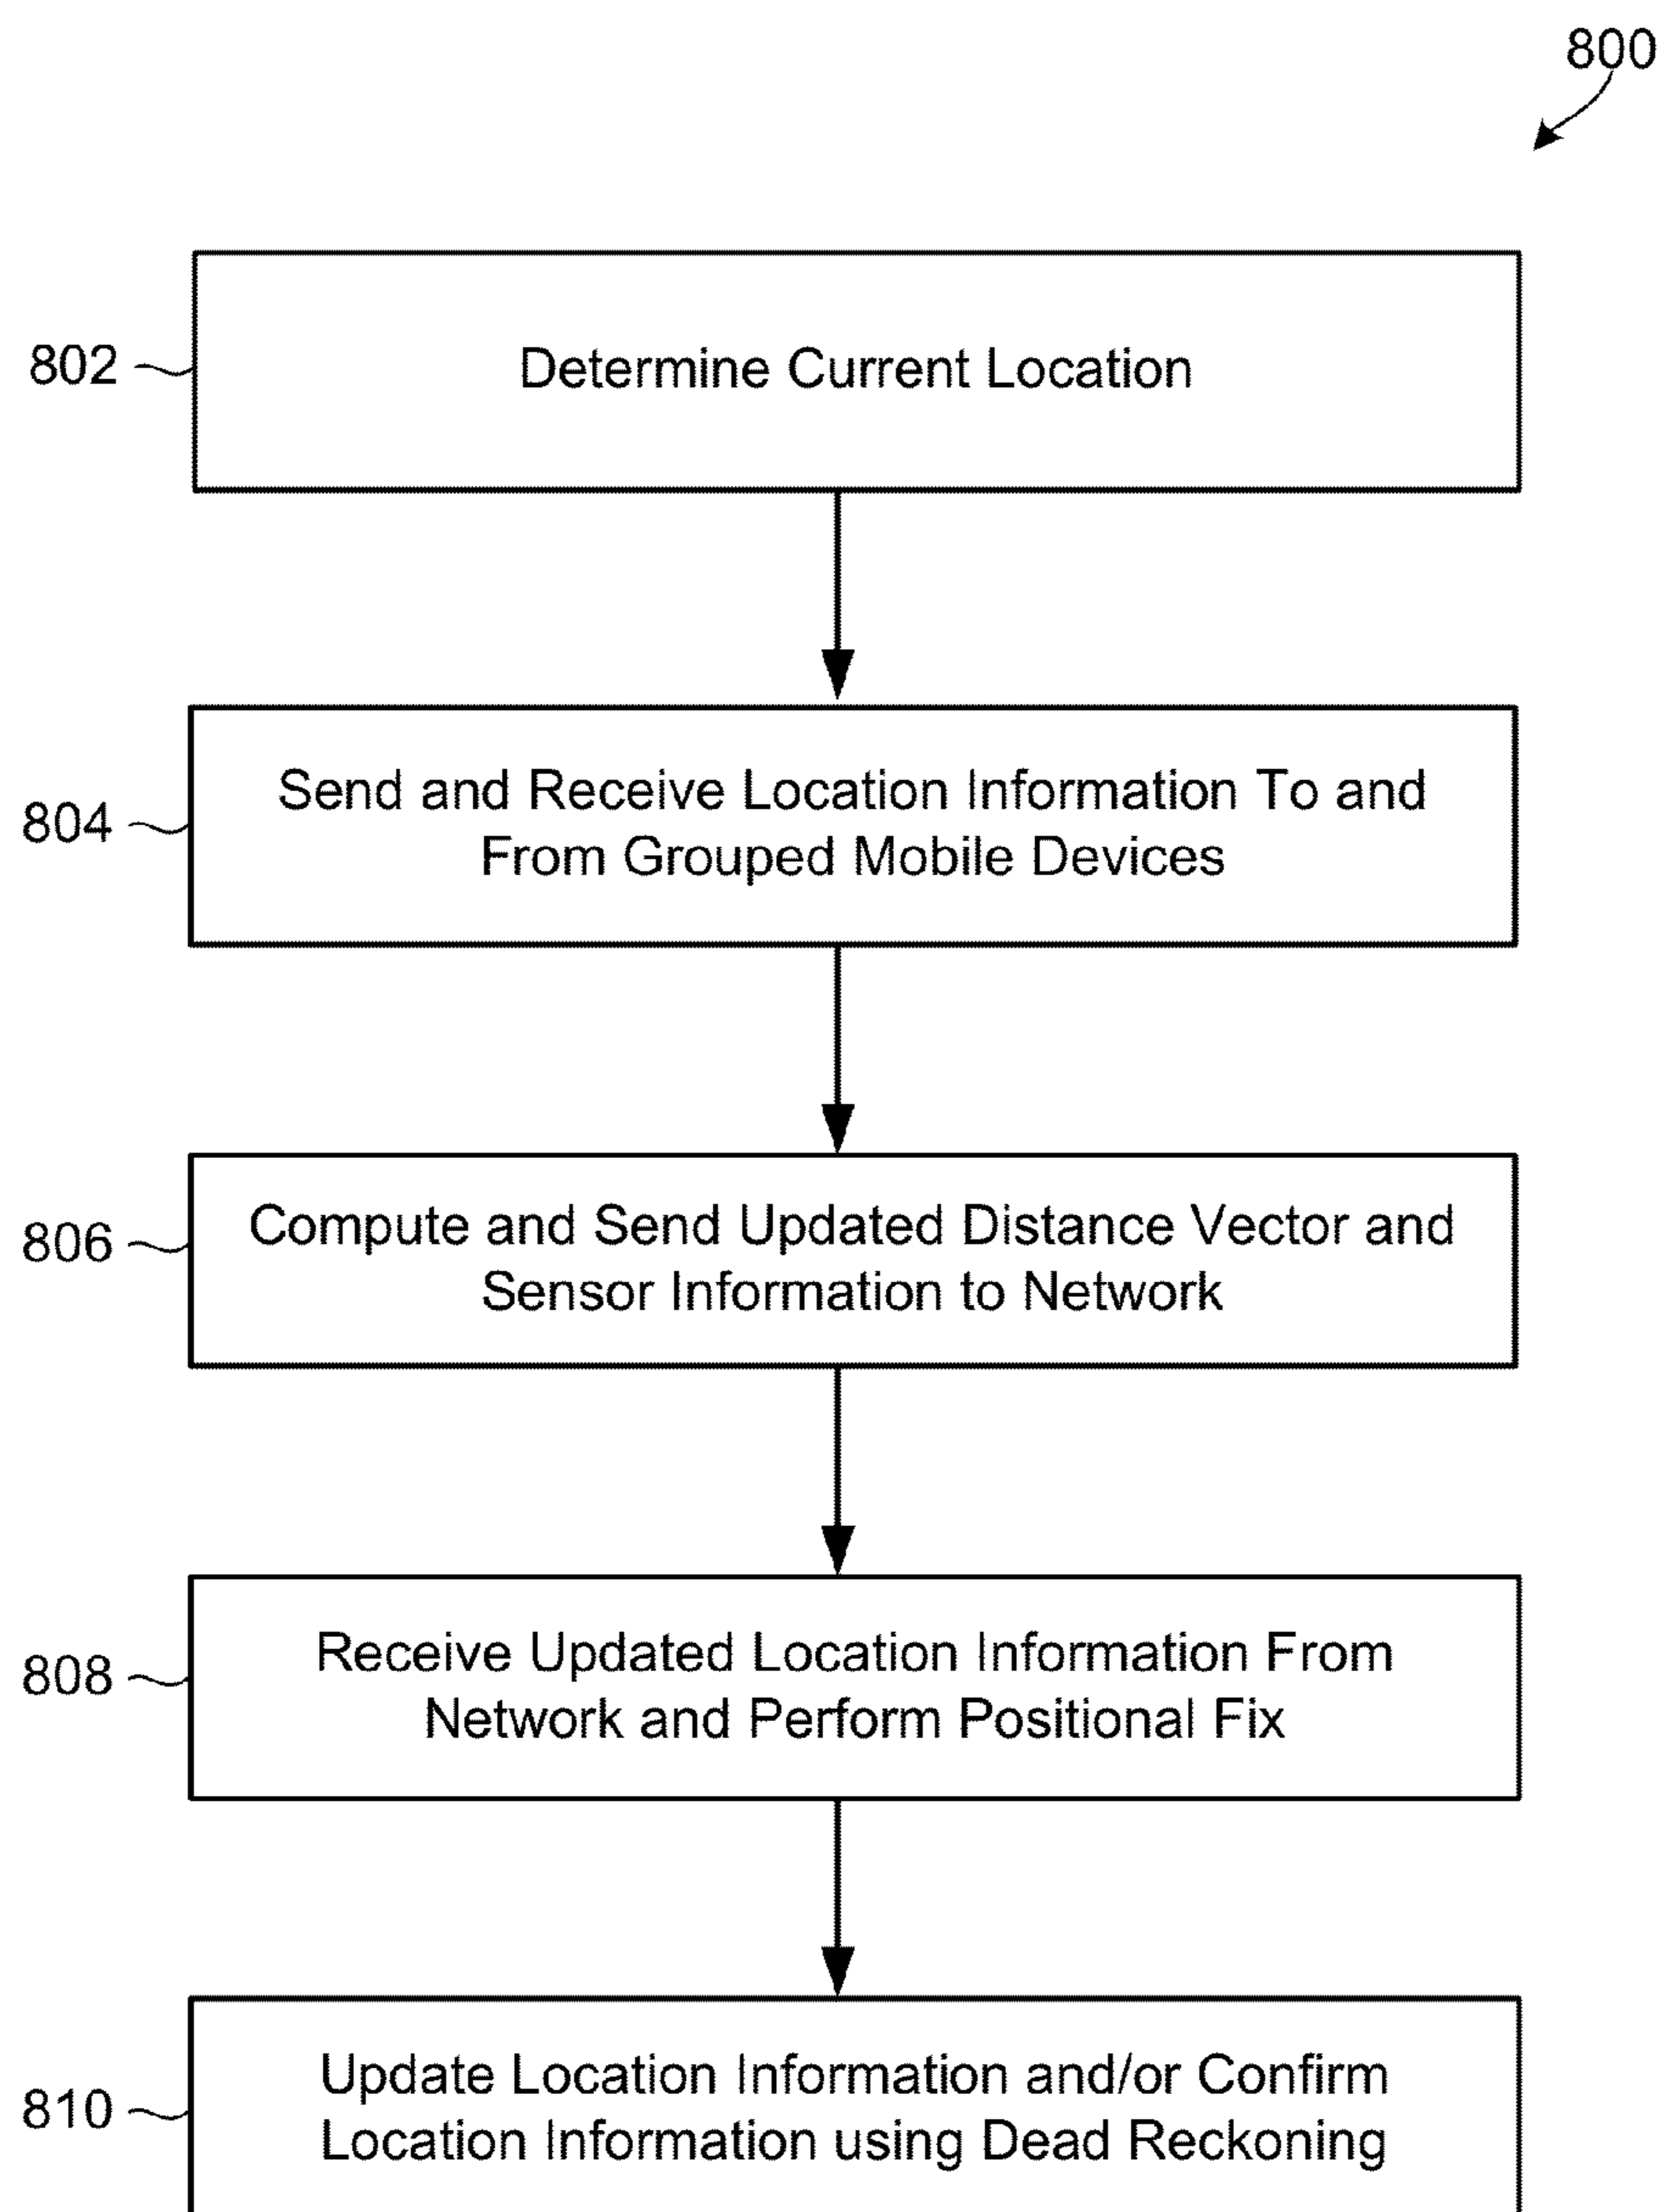 800
802
Determine Current Location
804
Send and Receive Location Information To and
From Grouped Mobile Devices
806
Compute and Send Updated Distance Vector and
Sensor Information to Network
808
Receive Updated Location Information From
Network and Perform Positional Fix
810
Update Location Information and/or Confirm
Location Information using Dead Reckoning